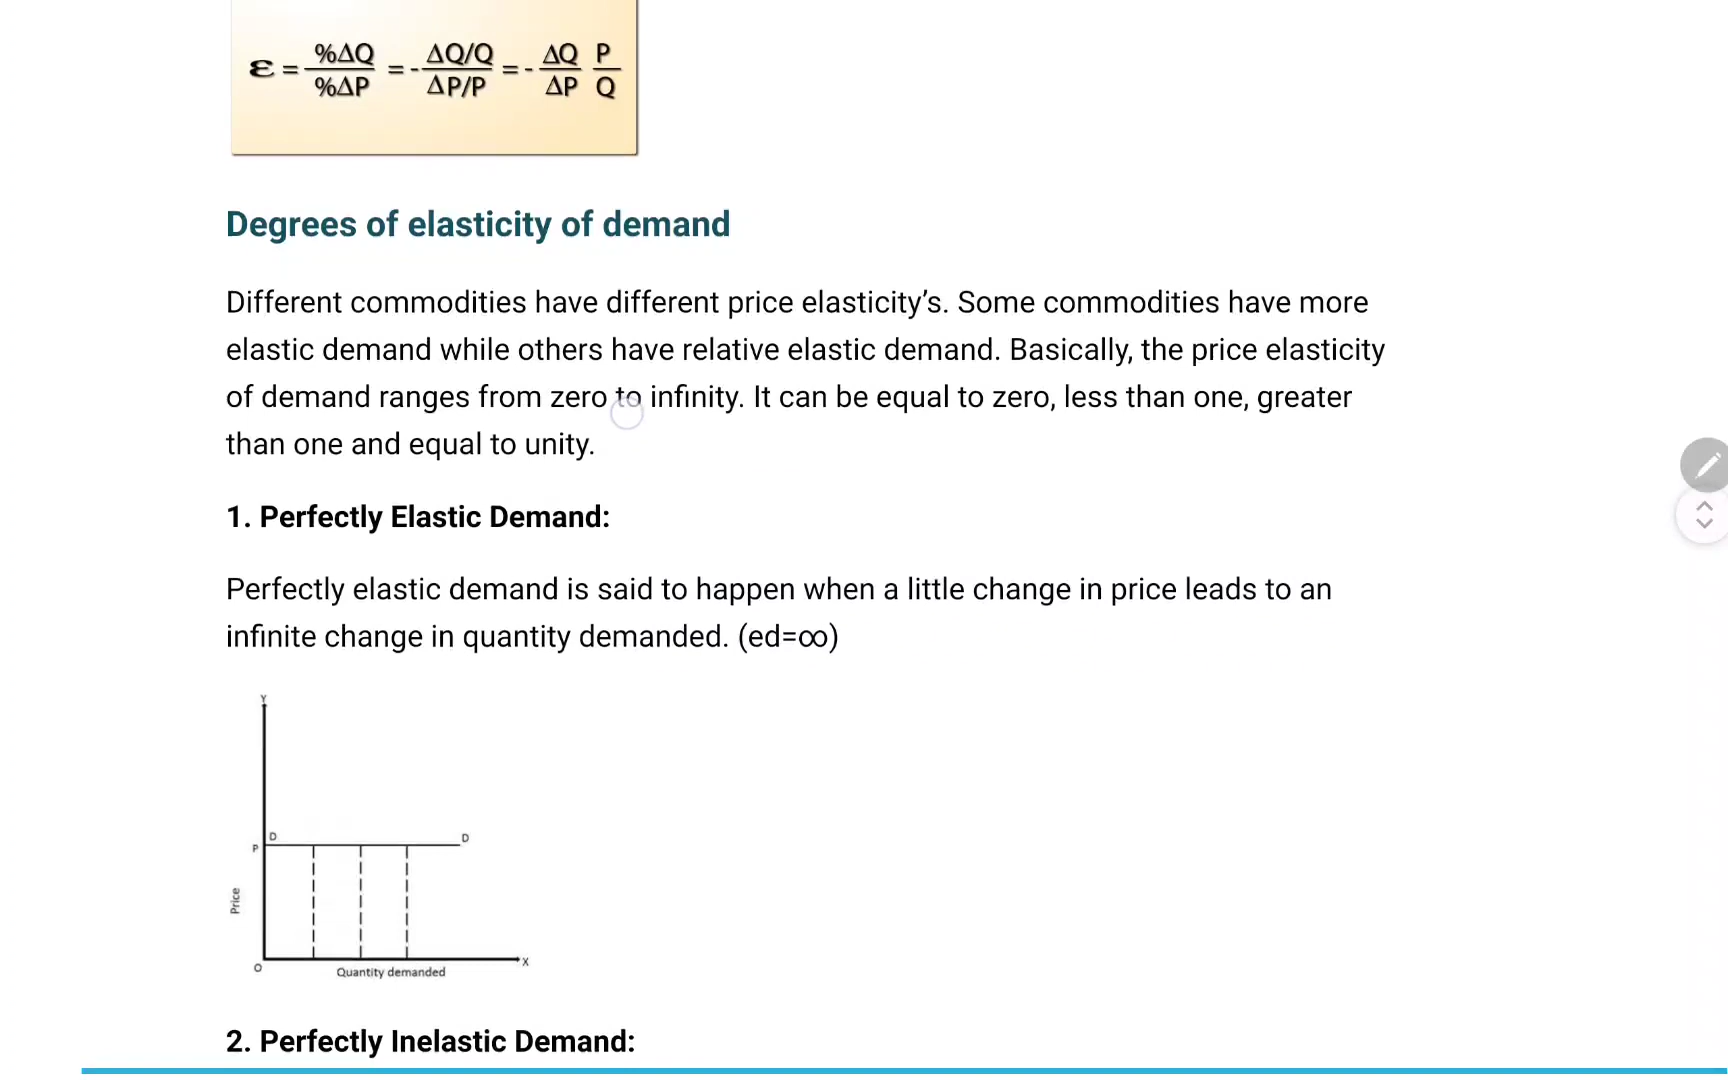 ε = %ΔQ / %ΔP = - ΔQ/Q / ΔP/P = - ΔQ / ΔP P / Q
Degrees of elasticity of demand
Different commodities have different price elasticity’s. Some commodities have more
elastic demand while others have relative elastic demand. Basically, the price elasticity
of demand ranges from zero to infinity. It can be equal to zero, less than one, greater
than one and equal to unity.
1. Perfectly Elastic Demand:
Perfectly elastic demand is said to happen when a little change in price leads to an
infinite change in quantity demanded. (ed=∞)
Y
D
D
P
Price
O
X
Quantity demanded
2. Perfectly Inelastic Demand: